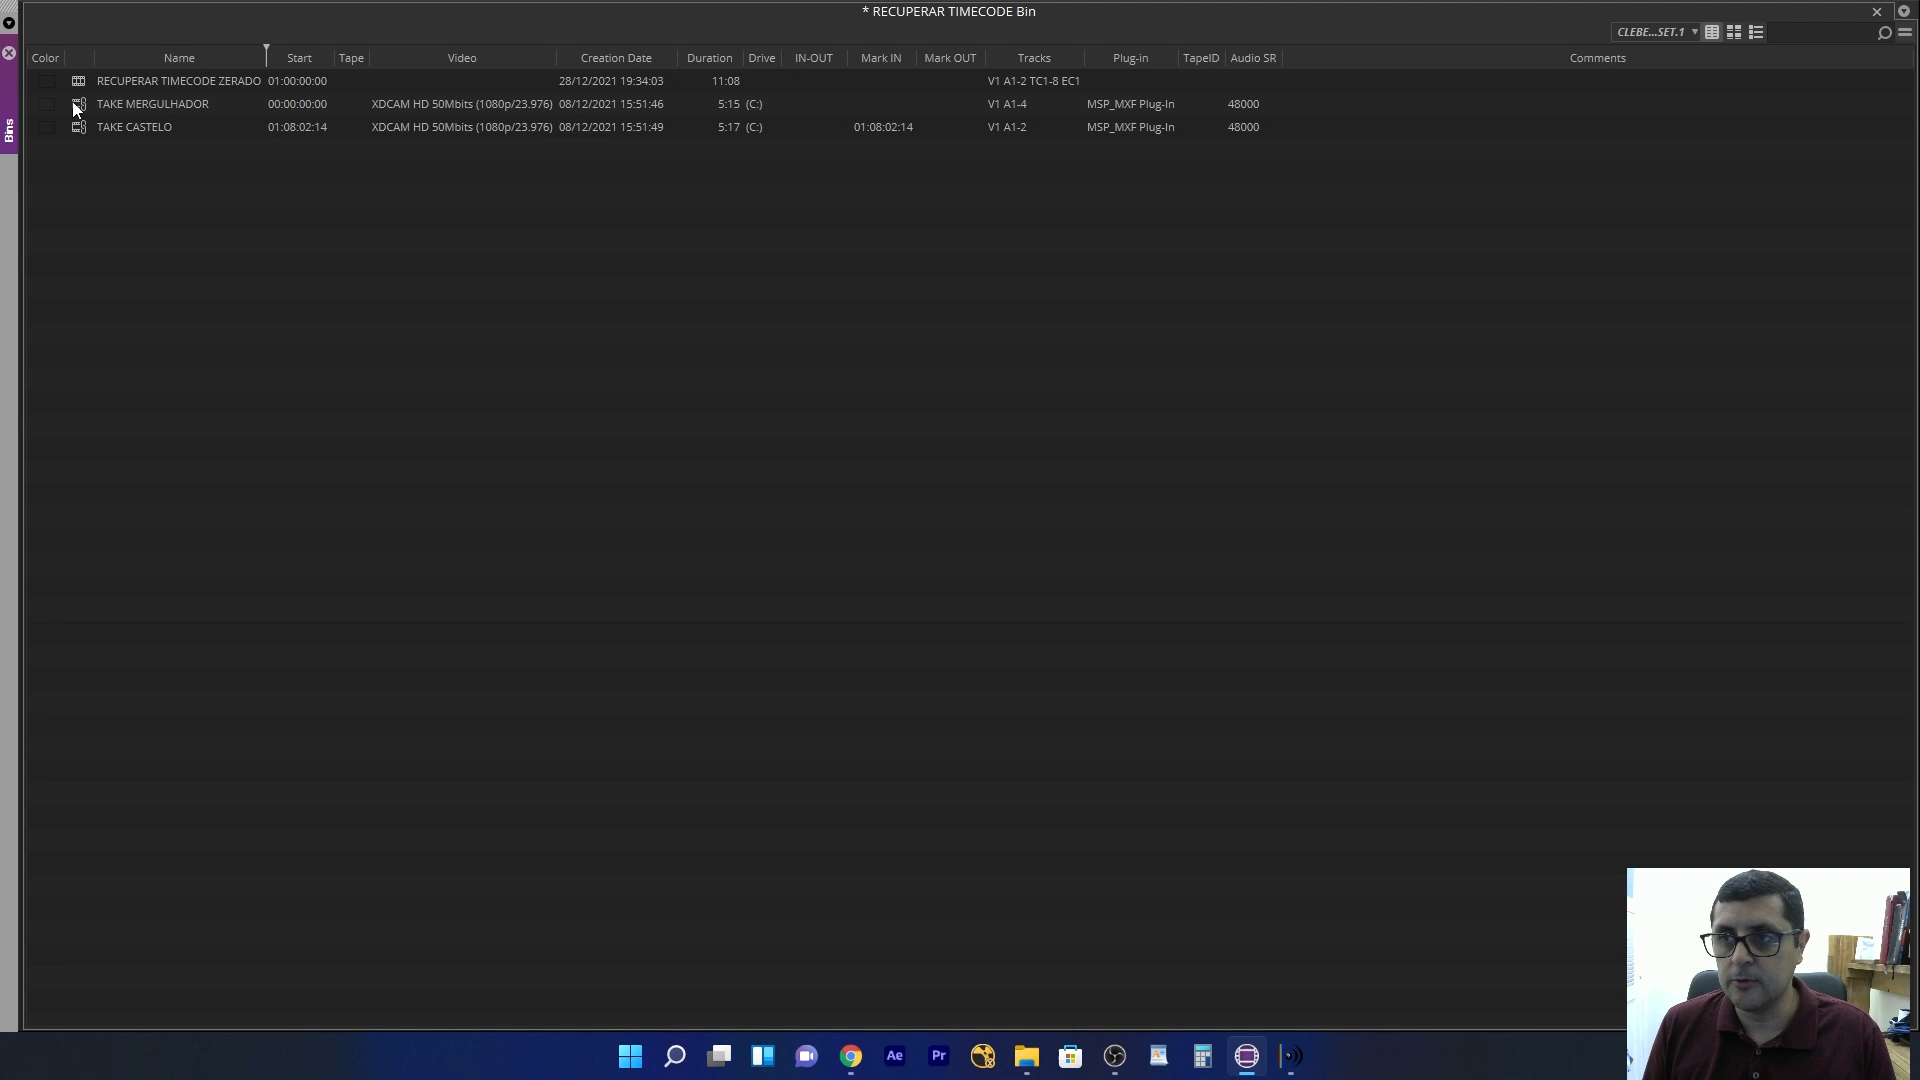 * RECUPERAR TIMECODE Bin
CLEBE...SET.1
Color Name Start Tape Video Creation Date Duration Drive IN-OUT Mark IN Mark OUT Tracks Plug-in TapeID Audio SR Comments
RECUPERAR TIMECODE ZERADO 01:00:00:00 28/12/2021 19:34:03 11:08 V1 A1-2 TC1-8 EC1
TAKE MERGULHADOR 00:00:00:00 XDCAM HD 50Mbits (1080p/23.976) 08/12/2021 15:51:46 5:15 (C:) V1 A1-4 MSP_MXF Plug-In 48000
TAKE CASTELO 01:08:02:14 XDCAM HD 50Mbits (1080p/23.976) 08/12/2021 15:51:49 5:17 (C:) 01:08:02:14 V1 A1-2 MSP_MXF Plug-In 48000
Bins
Ae Pr